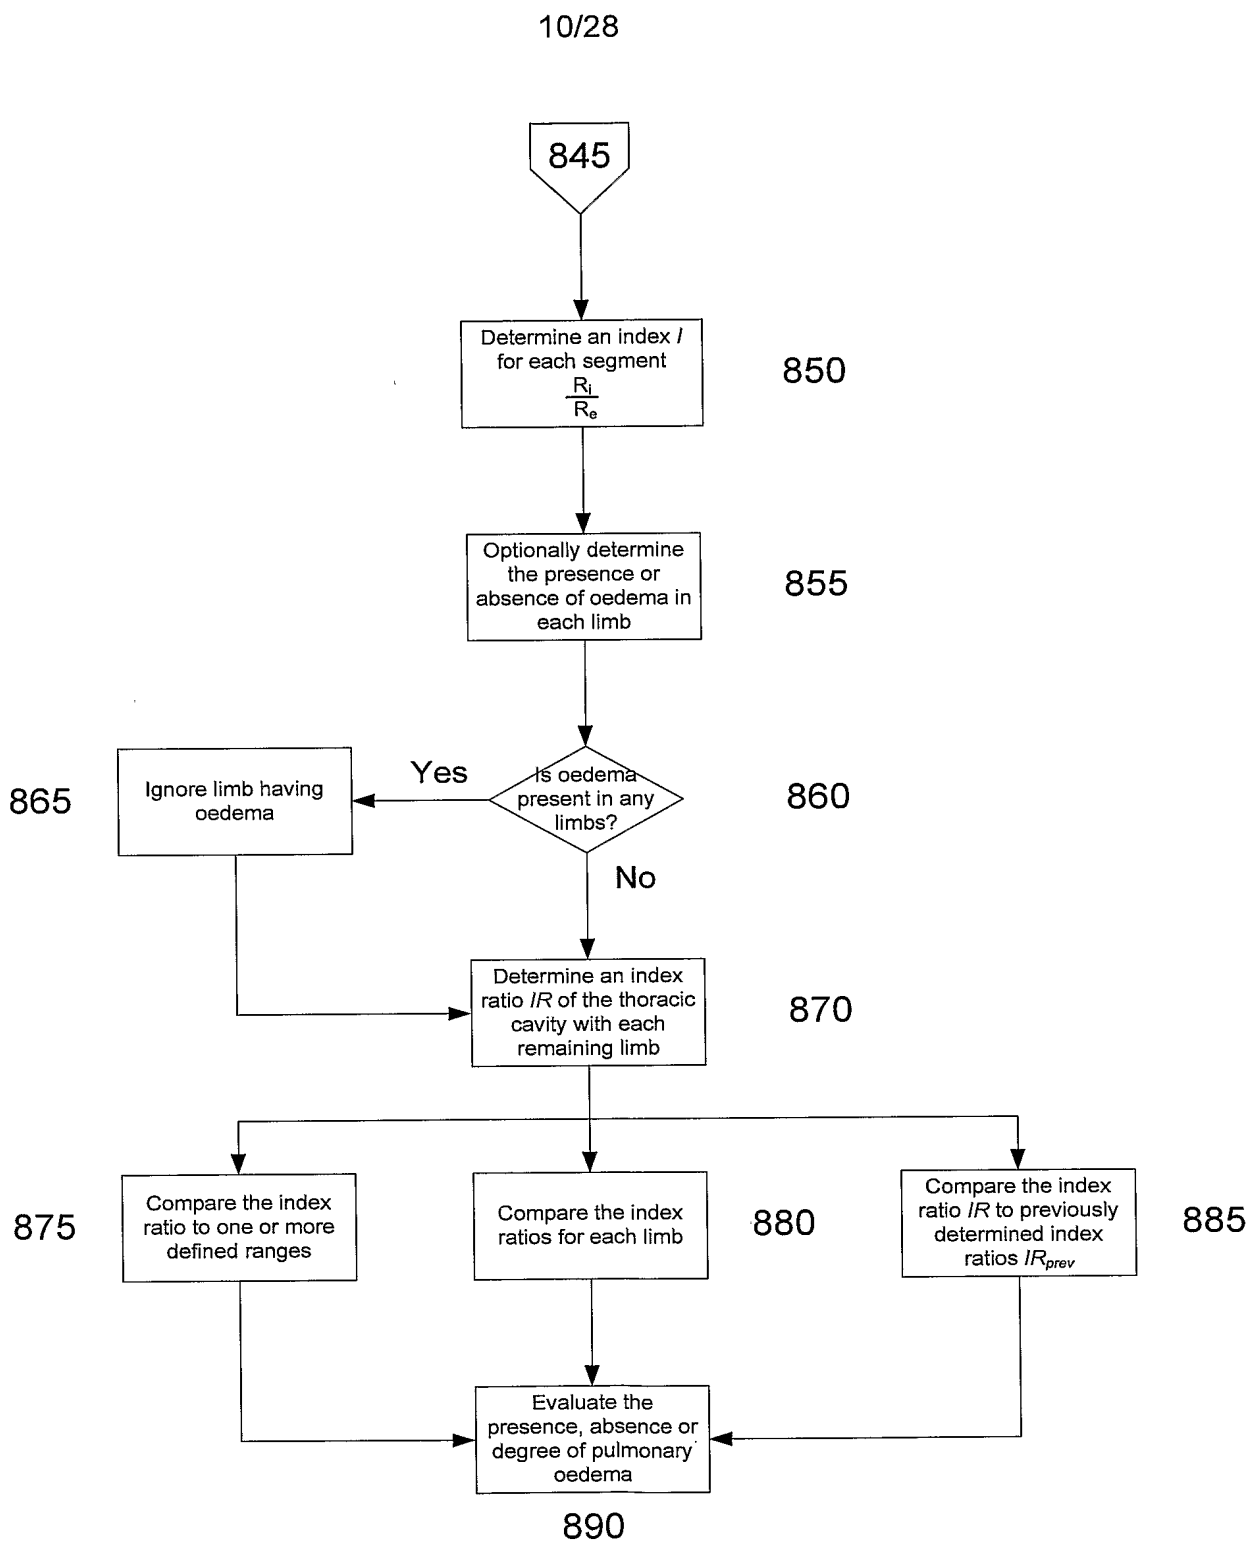 10/28
845
Determine an index I
for each segment
Ri
Re
850
Optionally determine
the presence or
absence of oedema in
each limb
855
865
Ignore limb having
oedema
Yes
Is oedema
present in any
limbs?
860
No
Determine an index
ratio IR of the thoracic
cavity with each
remaining limb
870
875
Compare the index
ratio to one or more
defined ranges
Compare the index
ratios for each limb
880
Compare the index
ratio IR to previously
determined index
ratios IRprev
885
Evaluate the
presence, absence or
degree of pulmonary
oedema
890